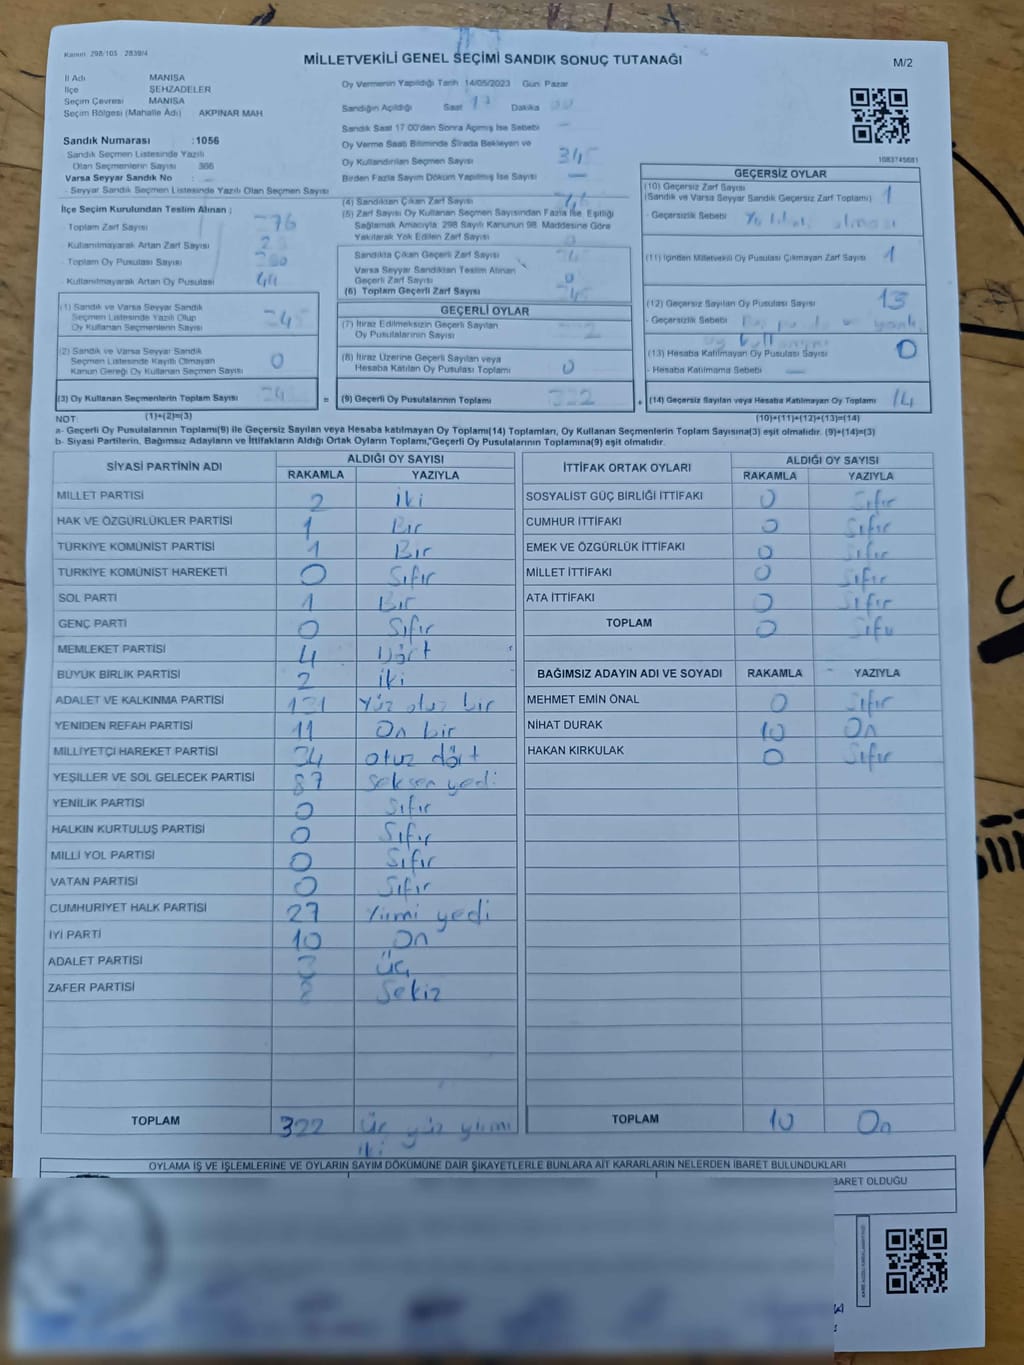 Kanun: 298/105 - 2839/4
MİLLETVEKİLİ GENEL SEÇİMİ SANDIK SONUÇ TUTANAĞI
M/2
İl Adı MANİSA
İlçe ŞEHZADELER
Seçim Çevresi MANİSA
Seçim Bölgesi (Mahalle Adı) AKPINAR MAH
Sandık Numarası :1056
Sandık Seçmen Listesinde Yazılı
Olan Seçmenlerin Sayısı 366
Varsa Seyyar Sandık No : -
- Seyyar Sandık Seçmen Listesinde Yazılı Olan Seçmen Sayısı
İlçe Seçim Kurulundan Teslim Alınan ;
- Toplam Zarf Sayısı
- Kullanılmayarak Artan Zarf Sayısı
- Toplam Oy Pusulası Sayısı
- Kullanılmayarak Artan Oy Pusulası 44
(1) Sandık ve Varsa Seyyar Sandık
Seçmen Listesinde Yazılı Olup
Oy Kullanan Seçmenlerin Sayısı 345
(2) Sandık ve Varsa Seyyar Sandık
Seçmen Listesinde Kayıtlı Olmayan
Kanun Gereği Oy Kullanan Seçmen Sayısı 0
(3) Oy Kullanan Seçmenlerin Toplam Sayısı 345
(1)+(2)=(3)
Oy Vermenin Yapıldığı Tarih 14/05/2023 Gün: Pazar
Sandığın Açıldığı Saat 17 Dakika
Sandık Saat 17:00'den Sonra Açılmış İse Sebebi -
Oy Verme Saati Bitiminde Sırada Bekleyen ve
Oy Kullandırılan Seçmen Sayısı 345
Birden Fazla Sayım Döküm Yapılmış İse Sayısı -
(4) Sandıktan Çıkan Zarf Sayısı
(5) Zarf Sayısı Oy Kullanan Seçmen Sayısından Fazla İse, Eşitliği
Sağlamak Amacıyla; 298 Sayılı Kanunun 98. Maddesine Göre
Yakılarak Yok Edilen Zarf Sayısı 0
Sandıkta Çıkan Geçerli Zarf Sayısı
Varsa Seyyar Sandıktan Teslim Alınan
Geçerli Zarf Sayısı 0
(6) Toplam Geçerli Zarf Sayısı
GEÇERLİ OYLAR
(7) İtiraz Edilmeksizin Geçerli Sayılan
Oy Pusulalarının Sayısı
(8) İtiraz Üzerine Geçerli Sayılan veya
Hesaba Katılan Oy Pusulası Toplamı 0
= (9) Geçerli Oy Pusulalarının Toplamı 322
1083745681
GEÇERSİZ OYLAR
(10) Geçersiz Zarf Sayısı
(Sandık ve Varsa Seyyar Sandık Geçersiz Zarf Toplamı) 1
- Geçersizlik Sebebi
(11) İçinden Milletvekili Oy Pusulası Çıkmayan Zarf Sayısı 1
(12) Geçersiz Sayılan Oy Pusulası Sayısı 13
- Geçersizlik Sebebi
(13) Hesaba Katılmayan Oy Pusulası Sayısı 0
- Hesaba Katılmama Sebebi -
+ (14) Geçersiz Sayılan veya Hesaba Katılmayan Oy Toplamı 14
(10)+(11)+(12)+(13)=(14)
NOT:
a- Geçerli Oy Pusulalarının Toplamı(9) ile Geçersiz Sayılan veya Hesaba katılmayan Oy Toplamı(14) Toplamları, Oy Kullanan Seçmenlerin Toplam Sayısına(3) eşit olmalıdır. (9)+(14)=(3)
b- Siyasi Partilerin, Bağımsız Adayların ve İttifakların Aldığı Ortak Oyların Toplamı,"Geçerli Oy Pusulalarının Toplamına(9) eşit olmalıdır.
SİYASİ PARTİNİN ADI ALDIĞI OY SAYISI
RAKAMLA YAZIYLA
MİLLET PARTİSİ 2 İki
HAK VE ÖZGÜRLÜKLER PARTİSİ 1 Bir
TÜRKİYE KOMÜNİST PARTİSİ 1 Bir
TÜRKİYE KOMÜNİST HAREKETİ 0 Sıfır
SOL PARTİ 1 Bir
GENÇ PARTİ 0 Sıfır
MEMLEKET PARTİSİ 4 Dört
BÜYÜK BİRLİK PARTİSİ 2 İki
ADALET VE KALKINMA PARTİSİ 131 Yüz otuz bir
YENİDEN REFAH PARTİSİ 11 On bir
MİLLİYETÇİ HAREKET PARTİSİ 34 otuz dört
YEŞİLLER VE SOL GELECEK PARTİSİ 87 Seksen yedi
YENİLİK PARTİSİ 0 Sıfır
HALKIN KURTULUŞ PARTİSİ 0 Sıfır
MİLLİ YOL PARTİSİ 0 Sıfır
VATAN PARTİSİ 0 Sıfır
CUMHURİYET HALK PARTİSİ 27 Yirmi yedi
İYİ PARTİ 10 On
ADALET PARTİSİ 3 Üç
ZAFER PARTİSİ 8 Sekiz
TOPLAM 322 Üç yüz yirmi
iki
İTTİFAK ORTAK OYLARI ALDIĞI OY SAYISI
RAKAMLA YAZIYLA
SOSYALİST GÜÇ BİRLİĞİ İTTİFAKI 0 Sıfır
CUMHUR İTTİFAKI 0 Sıfır
EMEK VE ÖZGÜRLÜK İTTİFAKI 0 Sıfır
MİLLET İTTİFAKI 0 Sıfır
ATA İTTİFAKI 0 Sıfır
TOPLAM 0 Sıfır
BAĞIMSIZ ADAYIN ADI VE SOYADI RAKAMLA YAZIYLA
MEHMET EMİN ÖNAL 0 Sıfır
NİHAT DURAK 10 On
HAKAN KIRKULAK 0 Sıfır
TOPLAM 10 On
OYLAMA İŞ VE İŞLEMLERİNE VE OYLARIN SAYIM DÖKÜMÜNE DAİR ŞİKAYETLERLE BUNLARA AİT KARARLARIN NELERDEN İBARET BULUNDUKLARI
BARET OLDUĞU